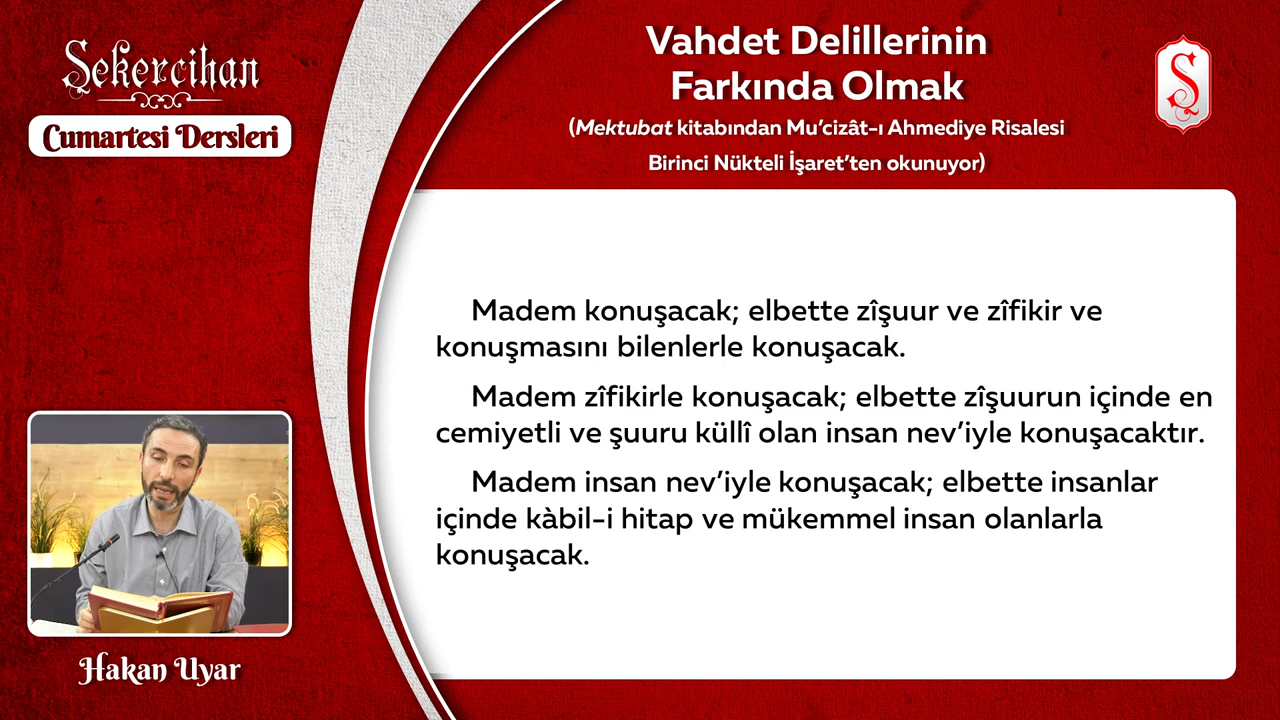 Şekercihan
Cumartesi Dersleri
Vahdet Delillerinin
Farkında Olmak
(Mektubat kitabından Mu’cizât-ı Ahmediye Risalesi
Birinci Nükteli İşaret’ten okunuyor)
Ş
Madem konuşacak; elbette zîşuur ve zîfikir ve
konuşmasını bilenlerle konuşacak.
Madem zîfikirle konuşacak; elbette zîşuurun içinde en
cemiyetli ve şuuru küllî olan insan nev’iyle konuşacaktır.
Madem insan nev’iyle konuşacak; elbette insanlar
içinde kàbil-i hitap ve mükemmel insan olanlarla
konuşacak.
Hakan Uyar